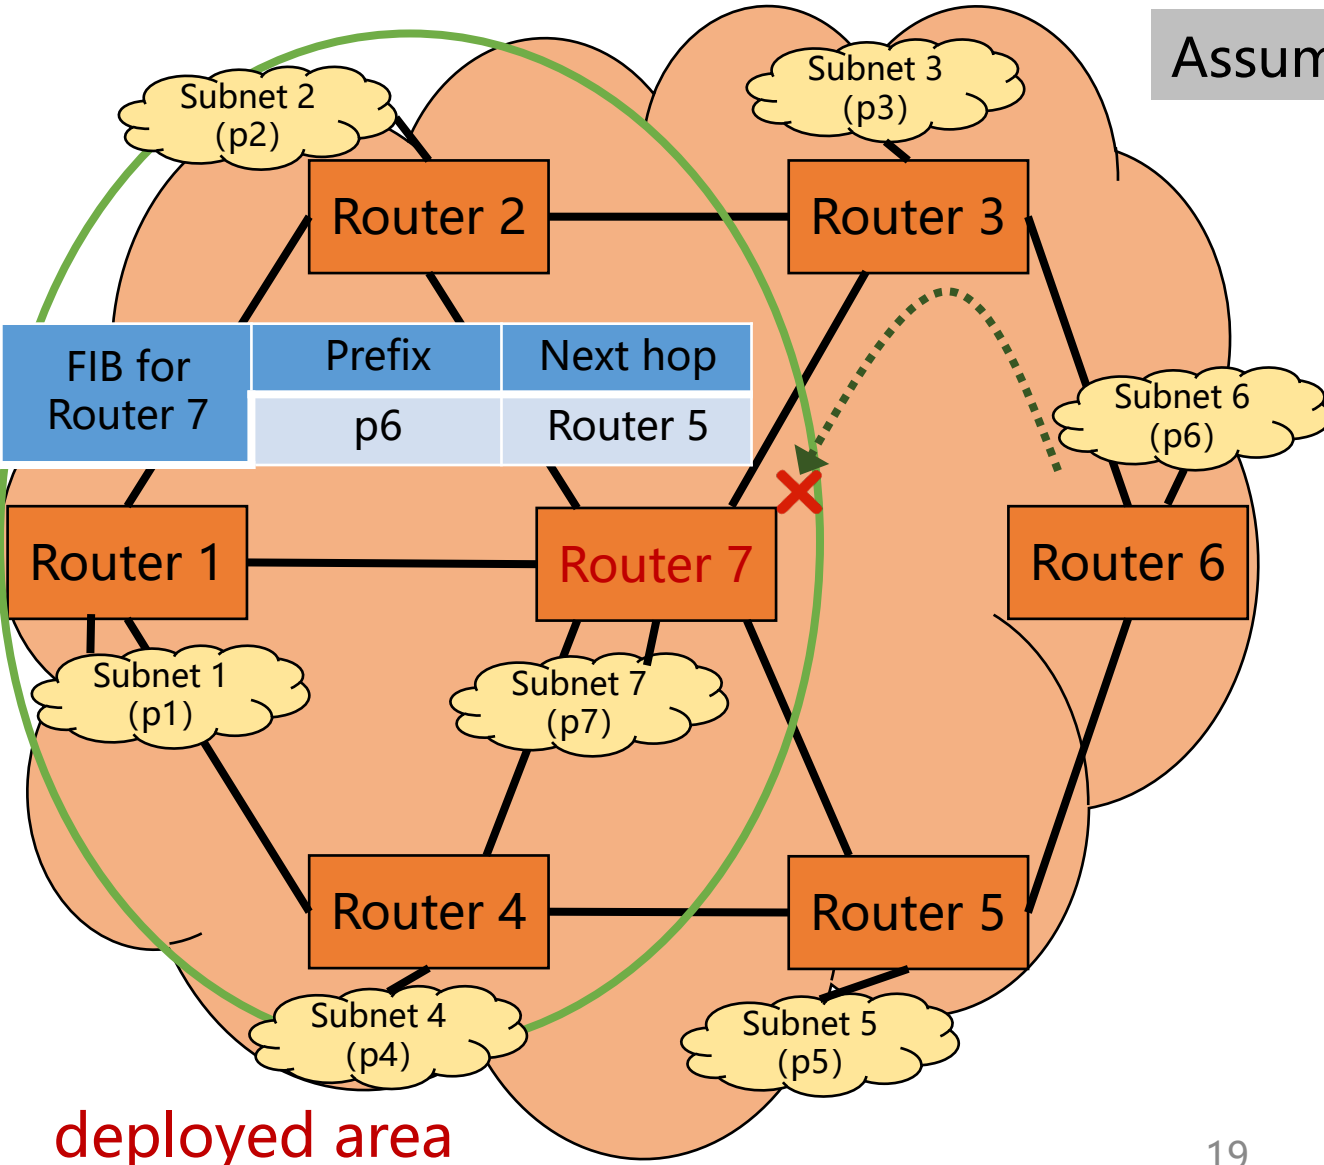 Assum
Subnet 2
(p2)
Subnet 3
(p3)
Router 2
Router 3
FIB for
Router 7
Prefix
Next hop
p6
Router 5
Subnet 6
(p6)
Router 1
Router 7
Router 6
Subnet 1
(p1)
Subnet 7
(p7)
Router 4
Router 5
Subnet 4
(p4)
Subnet 5
(p5)
deployed area
19